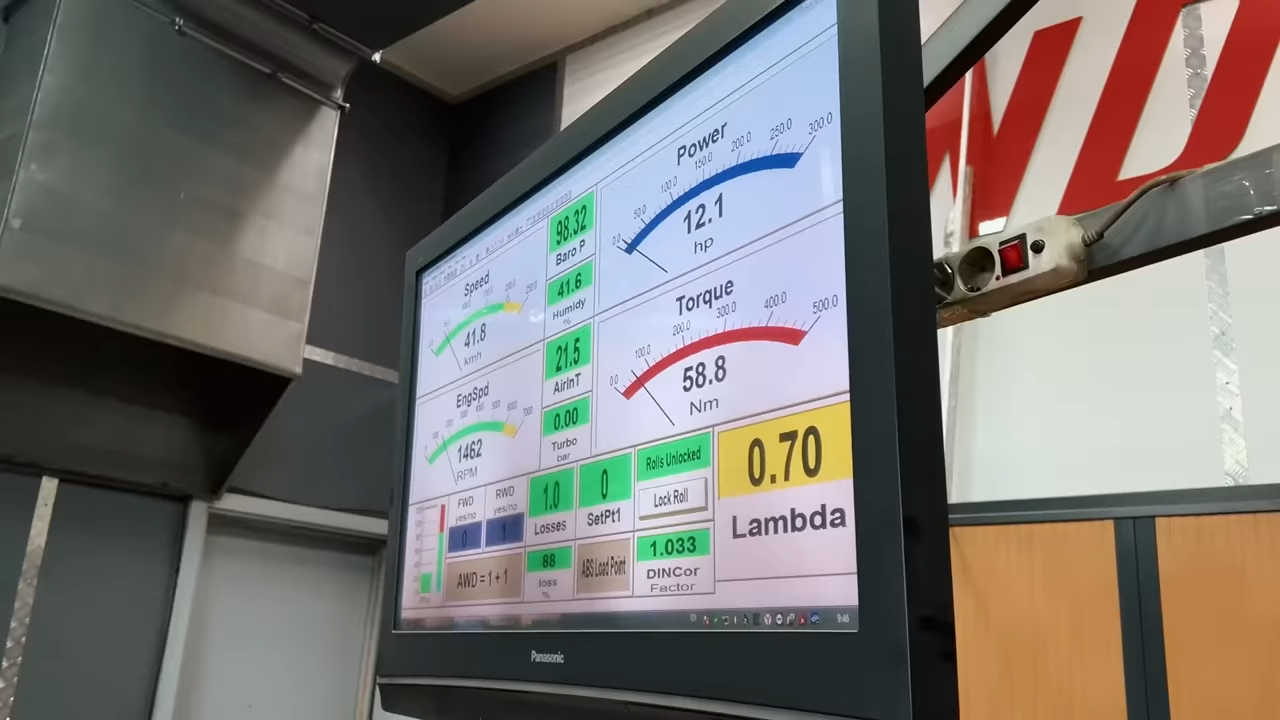 Power
0.0 50.0 100.0 150.0 200.0 250.0 300.0
12.1
hp
98.32
Baro P
41.6
Humidy
%
21.5
AirInT
0.00
Turbo
bar
Speed
41.8
kmh
EngSpd
1462
RPM
Torque
0.0 100.0 200.0 300.0 400.0 500.0
58.8
Nm
FWD
yes/no
0
RWD
yes/no
1
AWD = 1 + 1
1.0
Losses
88
loss
%
0
SetPt1
ABS Load Point
Rolls Unlocked
Lock Roll
1.033
DINCor
Factor
0.70
Lambda
9:46
Panasonic